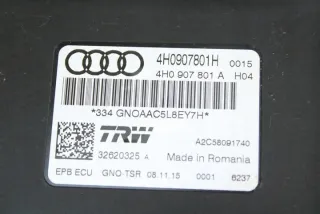 4H0907801H 0015
4H0 907 801 A H04
*334 GNOAAC5L8EY7H*
TRW
A2C58091740
32620325 A
Made in Romania
EPB ECU GNO-TSR 08.11.15 0001 6237